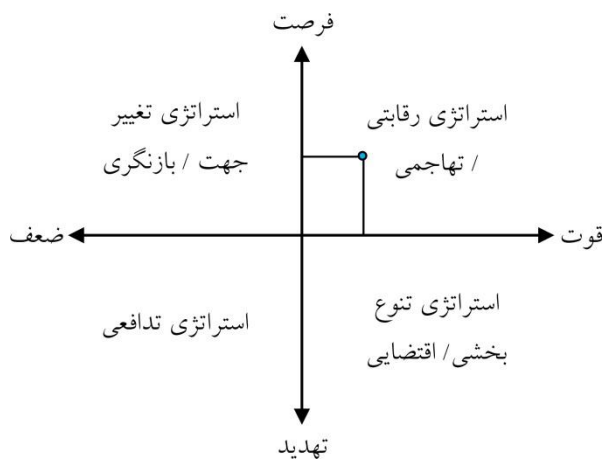 فرصت
استراتژی رقابتی
/ تهاجمی
استراتژی تغییر
جهت / بازنگری
قوت
ضعف
استراتژی تنوع
بخشی/ اقتضایی
استراتژی تدافعی
تهدید